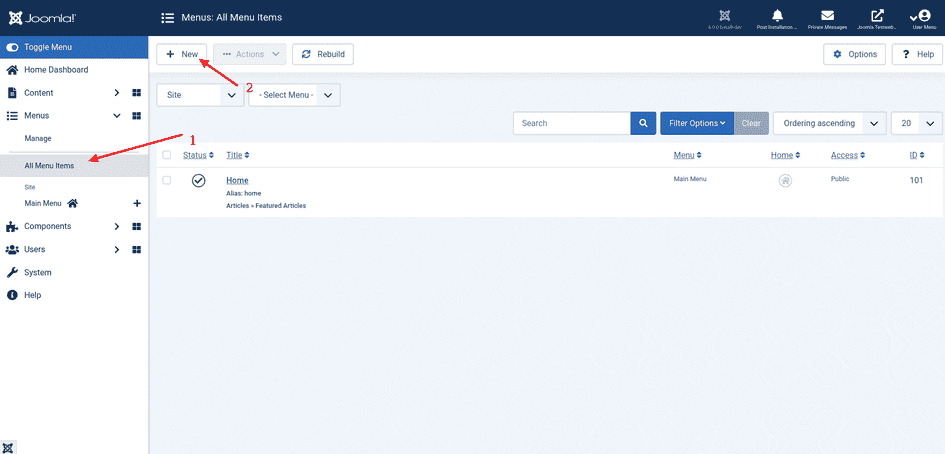 Joomla!
Menus: All Menu Items
Post Installation ...
Private Messages
Joomla Testweb...
User Menu
Toggle Menu
New
Actions
Rebuild
Options
Help
Home Dashboard
Content
Menus
Manage
All Menu Items
Site
Main Menu
Components
Users
System
Help
1
2
Site
- Select Menu -
Search
Filter Options
Clear
Ordering ascending
20
Status
Title
Menu
Home
Access
ID
Home
Main Menu
Public
101
Alias: home
Articles » Featured Articles